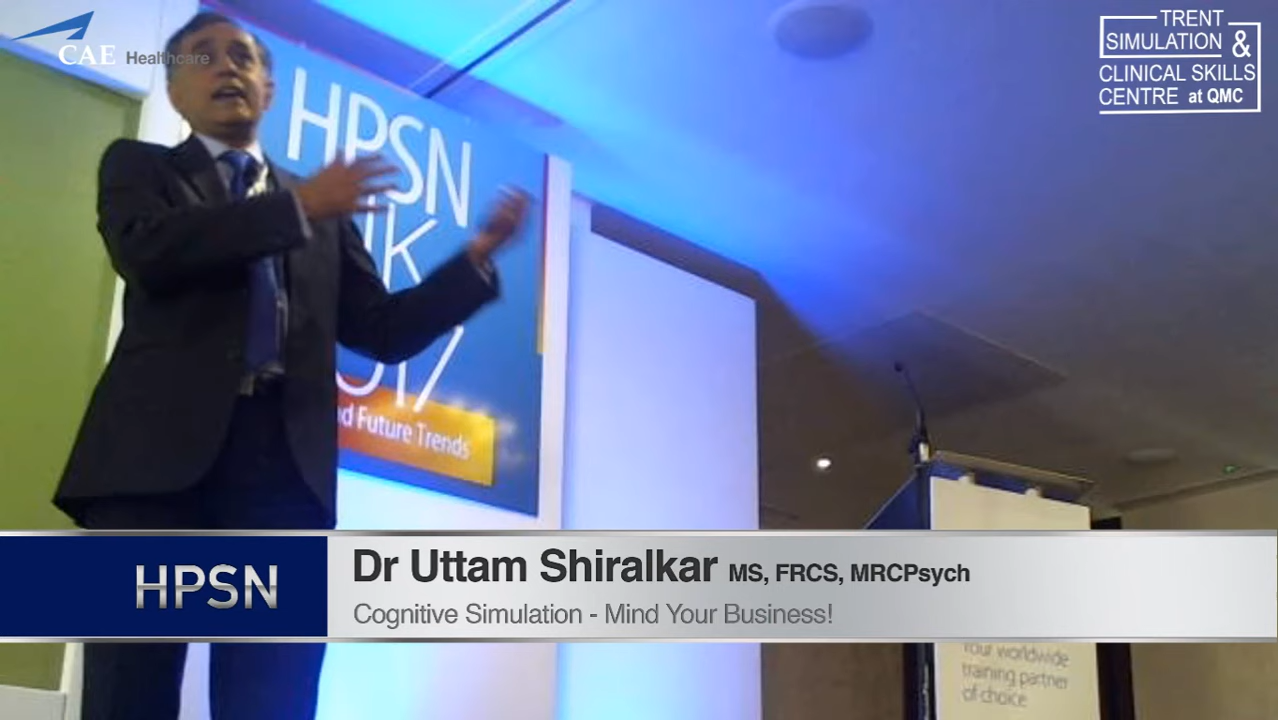 CAE Healthcare
TRENT
SIMULATION &
CLINICAL SKILLS
CENTRE at QMC
HPSN
UK
Future Trends
HPSN
Dr Uttam Shiralkar MS, FRCS, MRCPsych
Cognitive Simulation - Mind Your Business!
Your worldwide
training partner
of choice